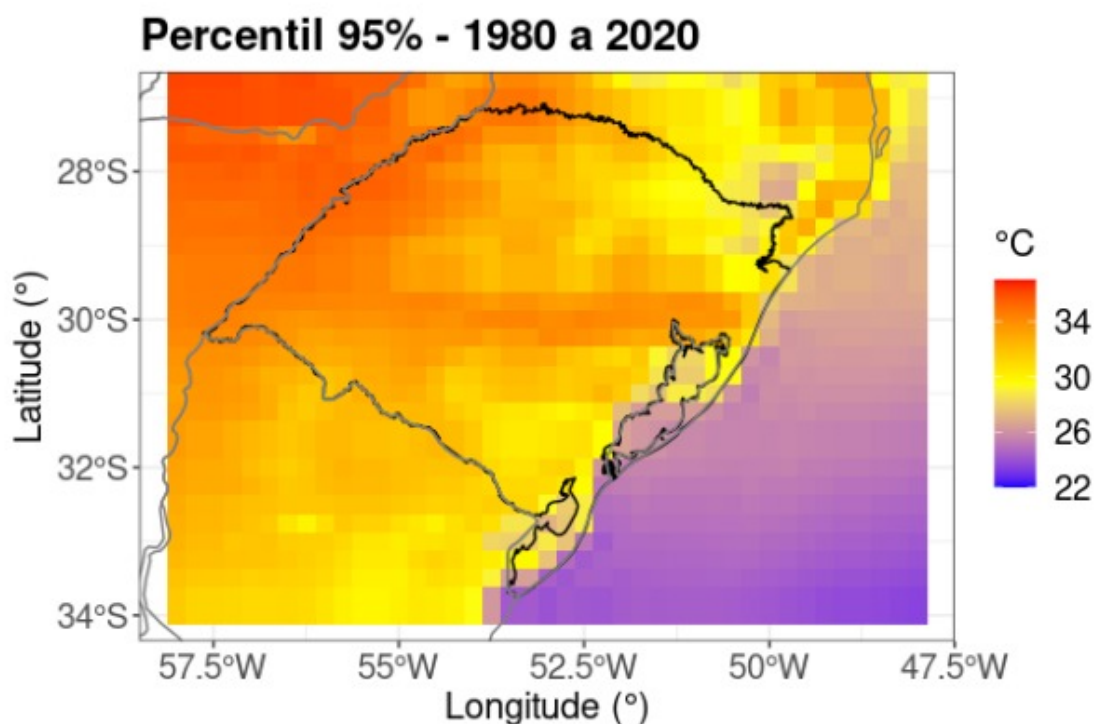 Percentil 95% - 1980 a 2020
28°S
30°S
32°S
34°S
Latitude (°)
57.5°W 55°W 52.5°W 50°W 47.5°W
Longitude (°)
°C
34
30
26
22